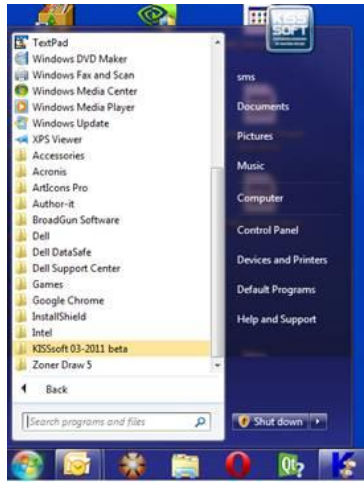 KISS
SOFT
TextPad
Windows DVD Maker
Windows Fax and Scan
Windows Media Center
Windows Media Player
Windows Update
XPS Viewer
Accessories
Acronis
ArtIcons Pro
Author-it
BroadGun Software
Dell
Dell DataSafe
Dell Support Center
Games
Google Chrome
InstallShield
Intel
KISSsoft 03-2011 beta
Zoner Draw 5
Back
Search programs and files
sms
Documents
Pictures
Music
Computer
Control Panel
Devices and Printers
Default Programs
Help and Support
Shut down
Qt